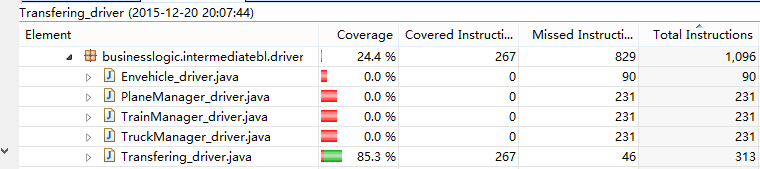 Transfering_driver (2015-12-20 20:07:44)
Element Coverage Covered Instructi... Missed Instructi... Total Instructions
businesslogic.intermediatebl.driver 24.4 % 267 829 1,096
Envehicle_driver.java 0.0 % 0 90 90
PlaneManager_driver.java 0.0 % 0 231 231
TrainManager_driver.java 0.0 % 0 231 231
TruckManager_driver.java 0.0 % 0 231 231
Transfering_driver.java 85.3 % 267 46 313